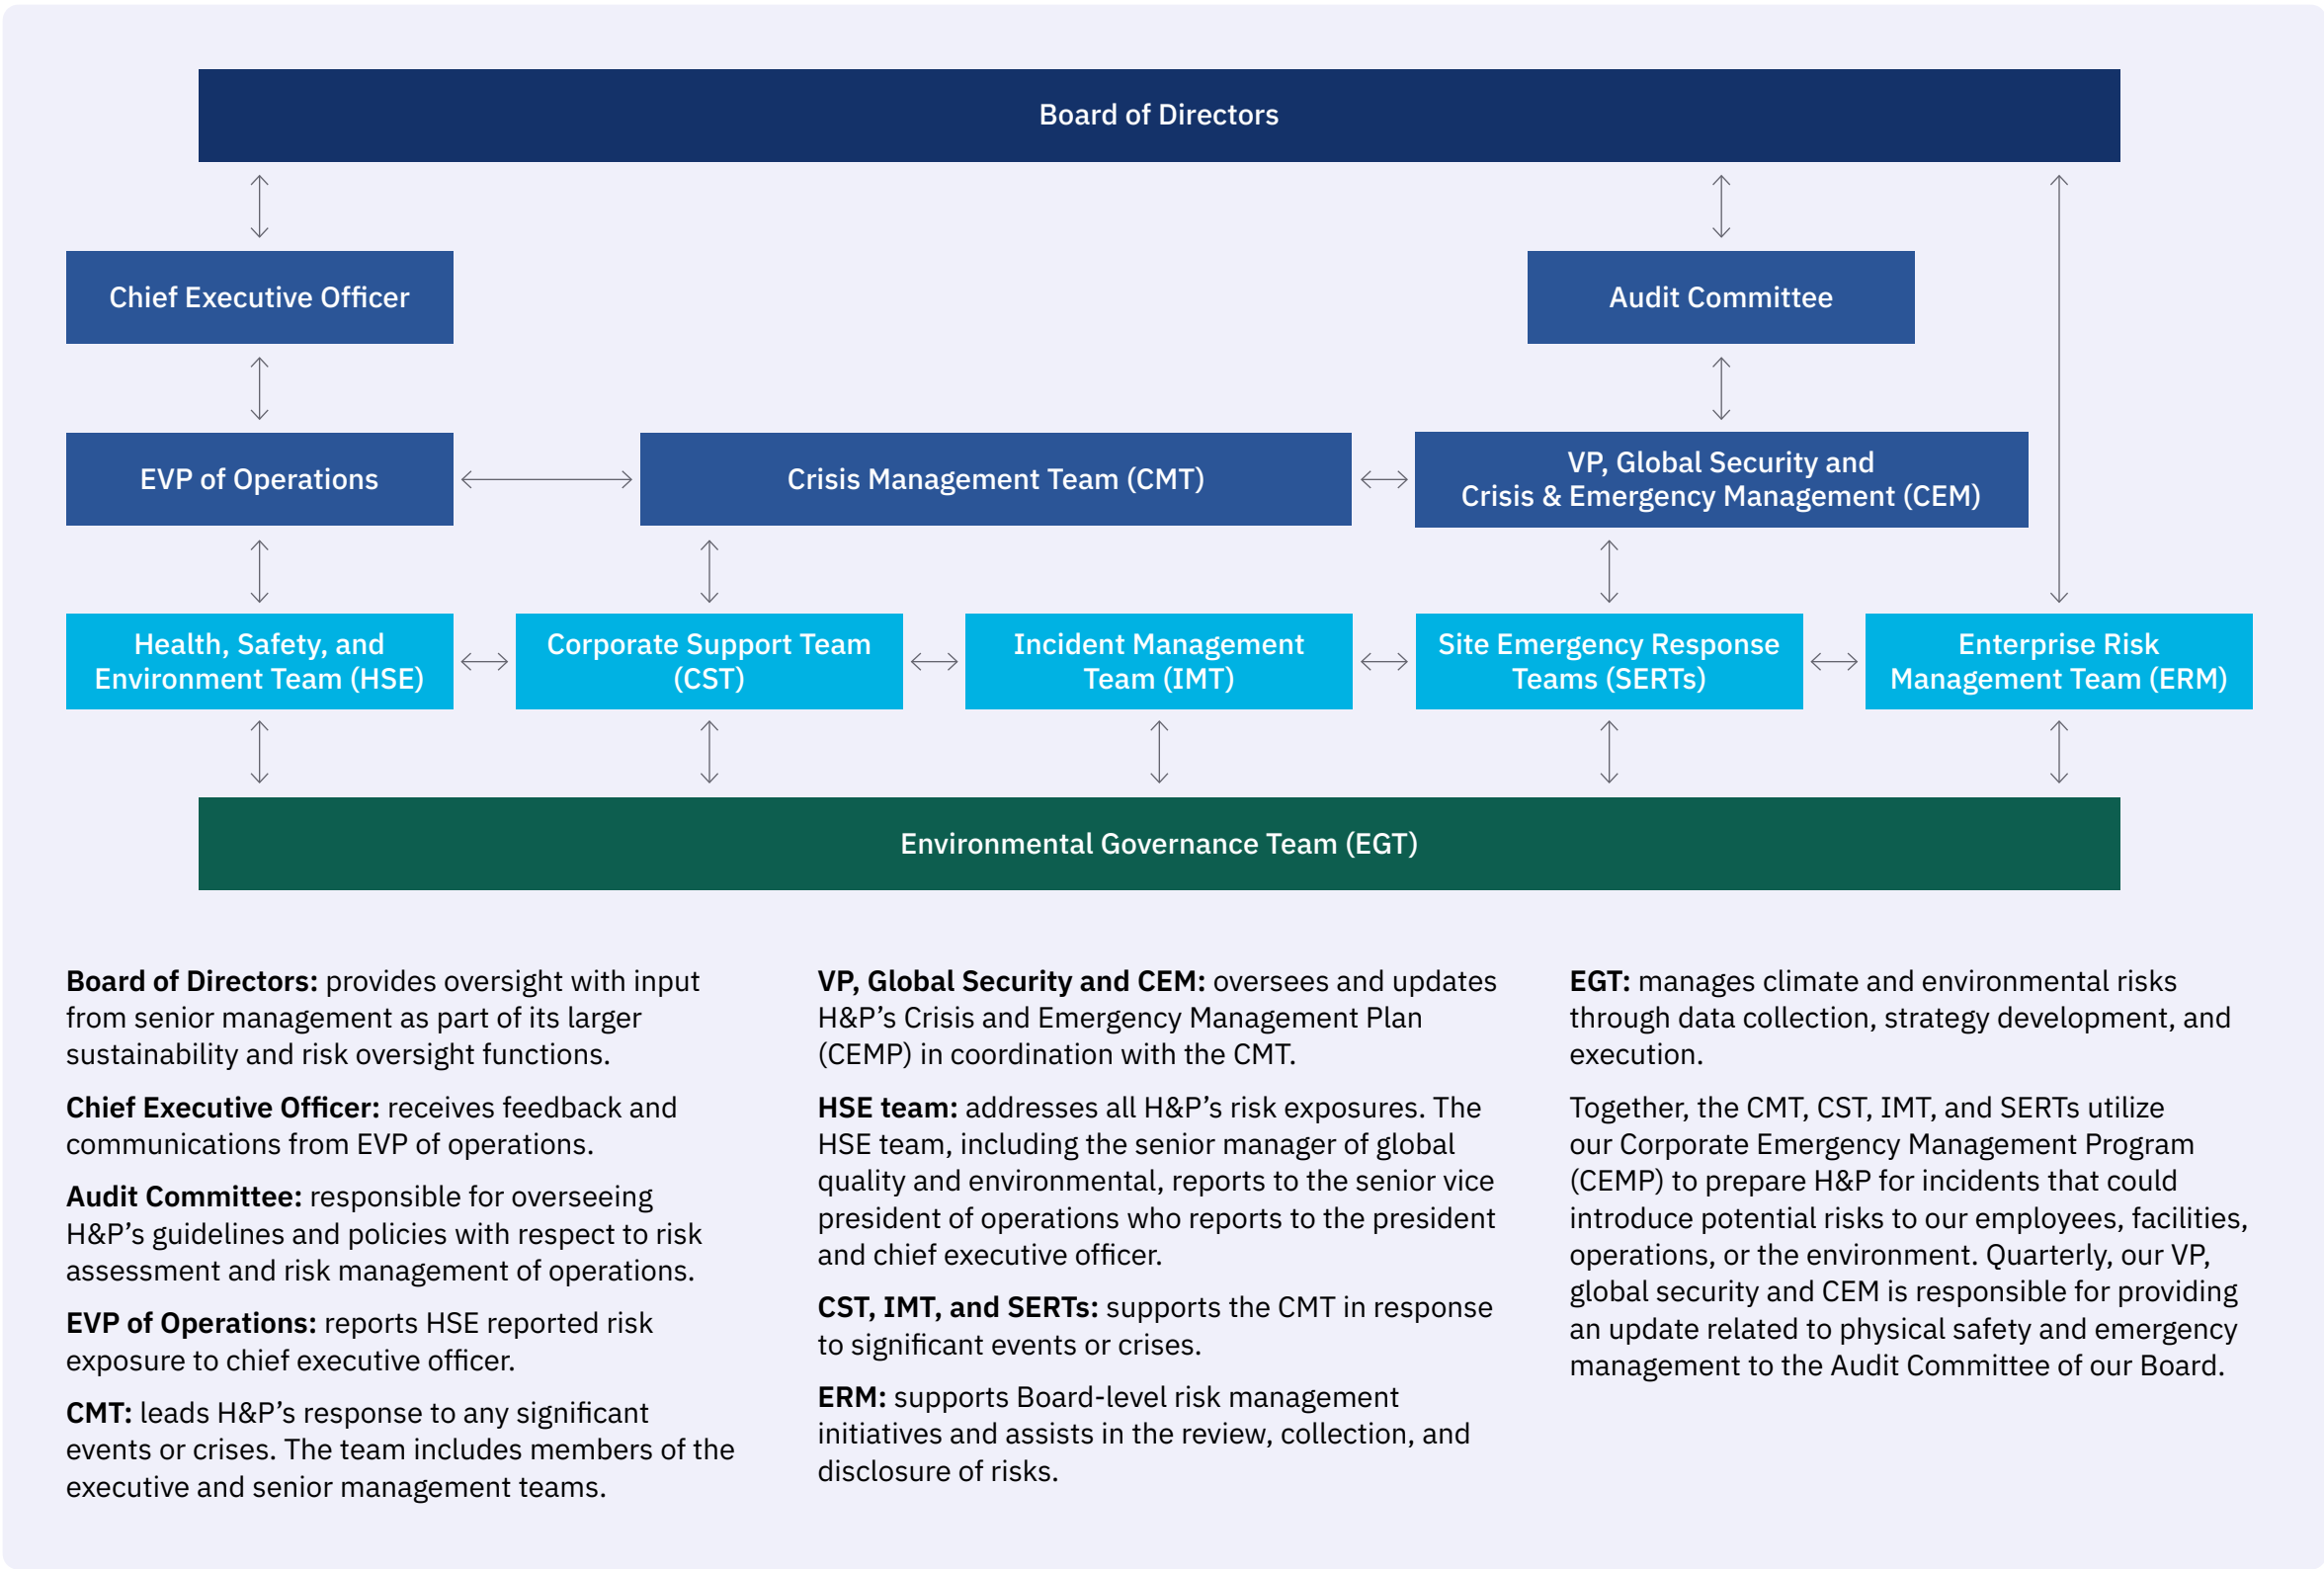 Board of Directors
Chief Executive Officer
Audit Committee
EVP of Operations
Crisis Management Team (CMT)
VP, Global Security and
Crisis & Emergency Management (CEM)
Health, Safety, and
Environment Team (HSE)
Corporate Support Team
(CST)
Incident Management
Team (IMT)
Site Emergency Response
Teams (SERTs)
Enterprise Risk
Management Team (ERM)
Environmental Governance Team (EGT)
Board of Directors: provides oversight with input
from senior management as part of its larger
sustainability and risk oversight functions.
Chief Executive Officer: receives feedback and
communications from EVP of operations.
Audit Committee: responsible for overseeing
H&P’s guidelines and policies with respect to risk
assessment and risk management of operations.
EVP of Operations: reports HSE reported risk
exposure to chief executive officer.
CMT: leads H&P’s response to any significant
events or crises. The team includes members of the
executive and senior management teams.
VP, Global Security and CEM: oversees and updates
H&P’s Crisis and Emergency Management Plan
(CEMP) in coordination with the CMT.
HSE team: addresses all H&P’s risk exposures. The
HSE team, including the senior manager of global
quality and environmental, reports to the senior vice
president of operations who reports to the president
and chief executive officer.
CST, IMT, and SERTs: supports the CMT in response
to significant events or crises.
ERM: supports Board-level risk management
initiatives and assists in the review, collection, and
disclosure of risks.
EGT: manages climate and environmental risks
through data collection, strategy development, and
execution.
Together, the CMT, CST, IMT, and SERTs utilize
our Corporate Emergency Management Program
(CEMP) to prepare H&P for incidents that could
introduce potential risks to our employees, facilities,
operations, or the environment. Quarterly, our VP,
global security and CEM is responsible for providing
an update related to physical safety and emergency
management to the Audit Committee of our Board.